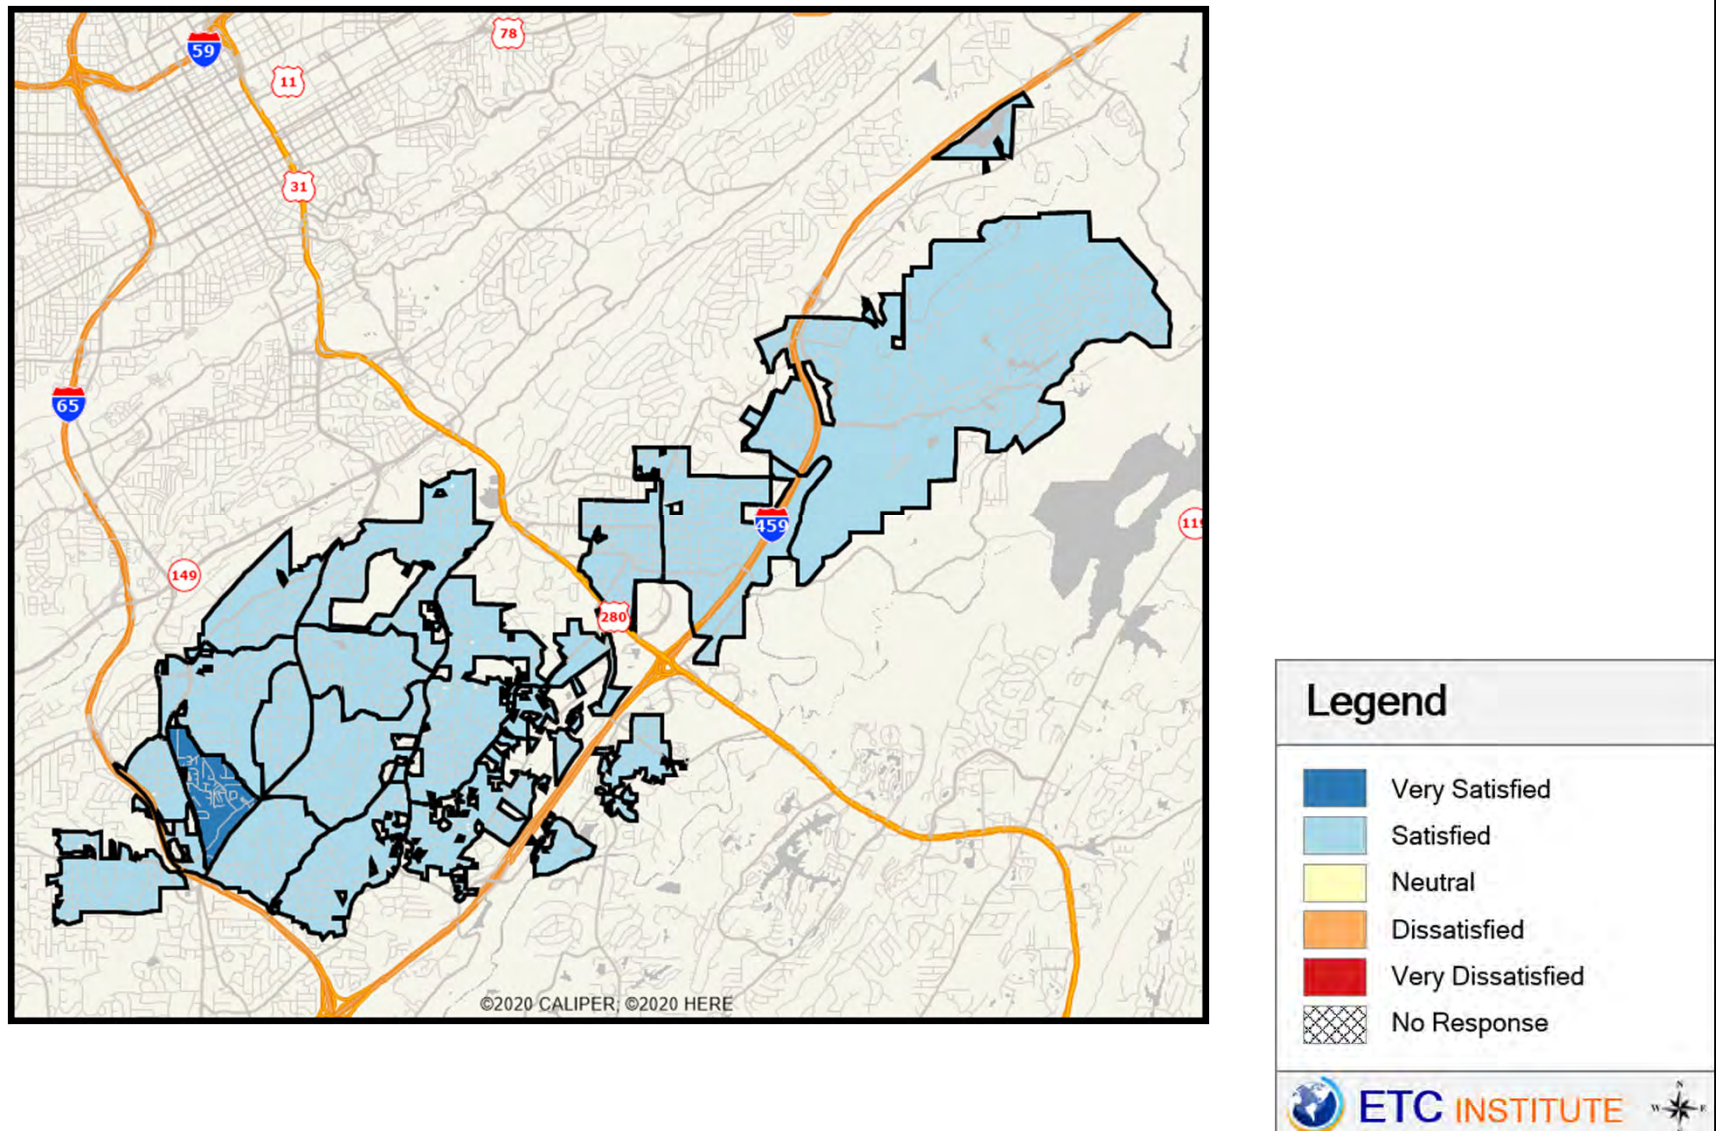 78
59
11
31
65
459
119
149
280
©2020 CALIPER; ©2020 HERE
Legend
Very Satisfied
Satisfied
Neutral
Dissatisfied
Very Dissatisfied
No Response
ETC INSTITUTE
N
W
E